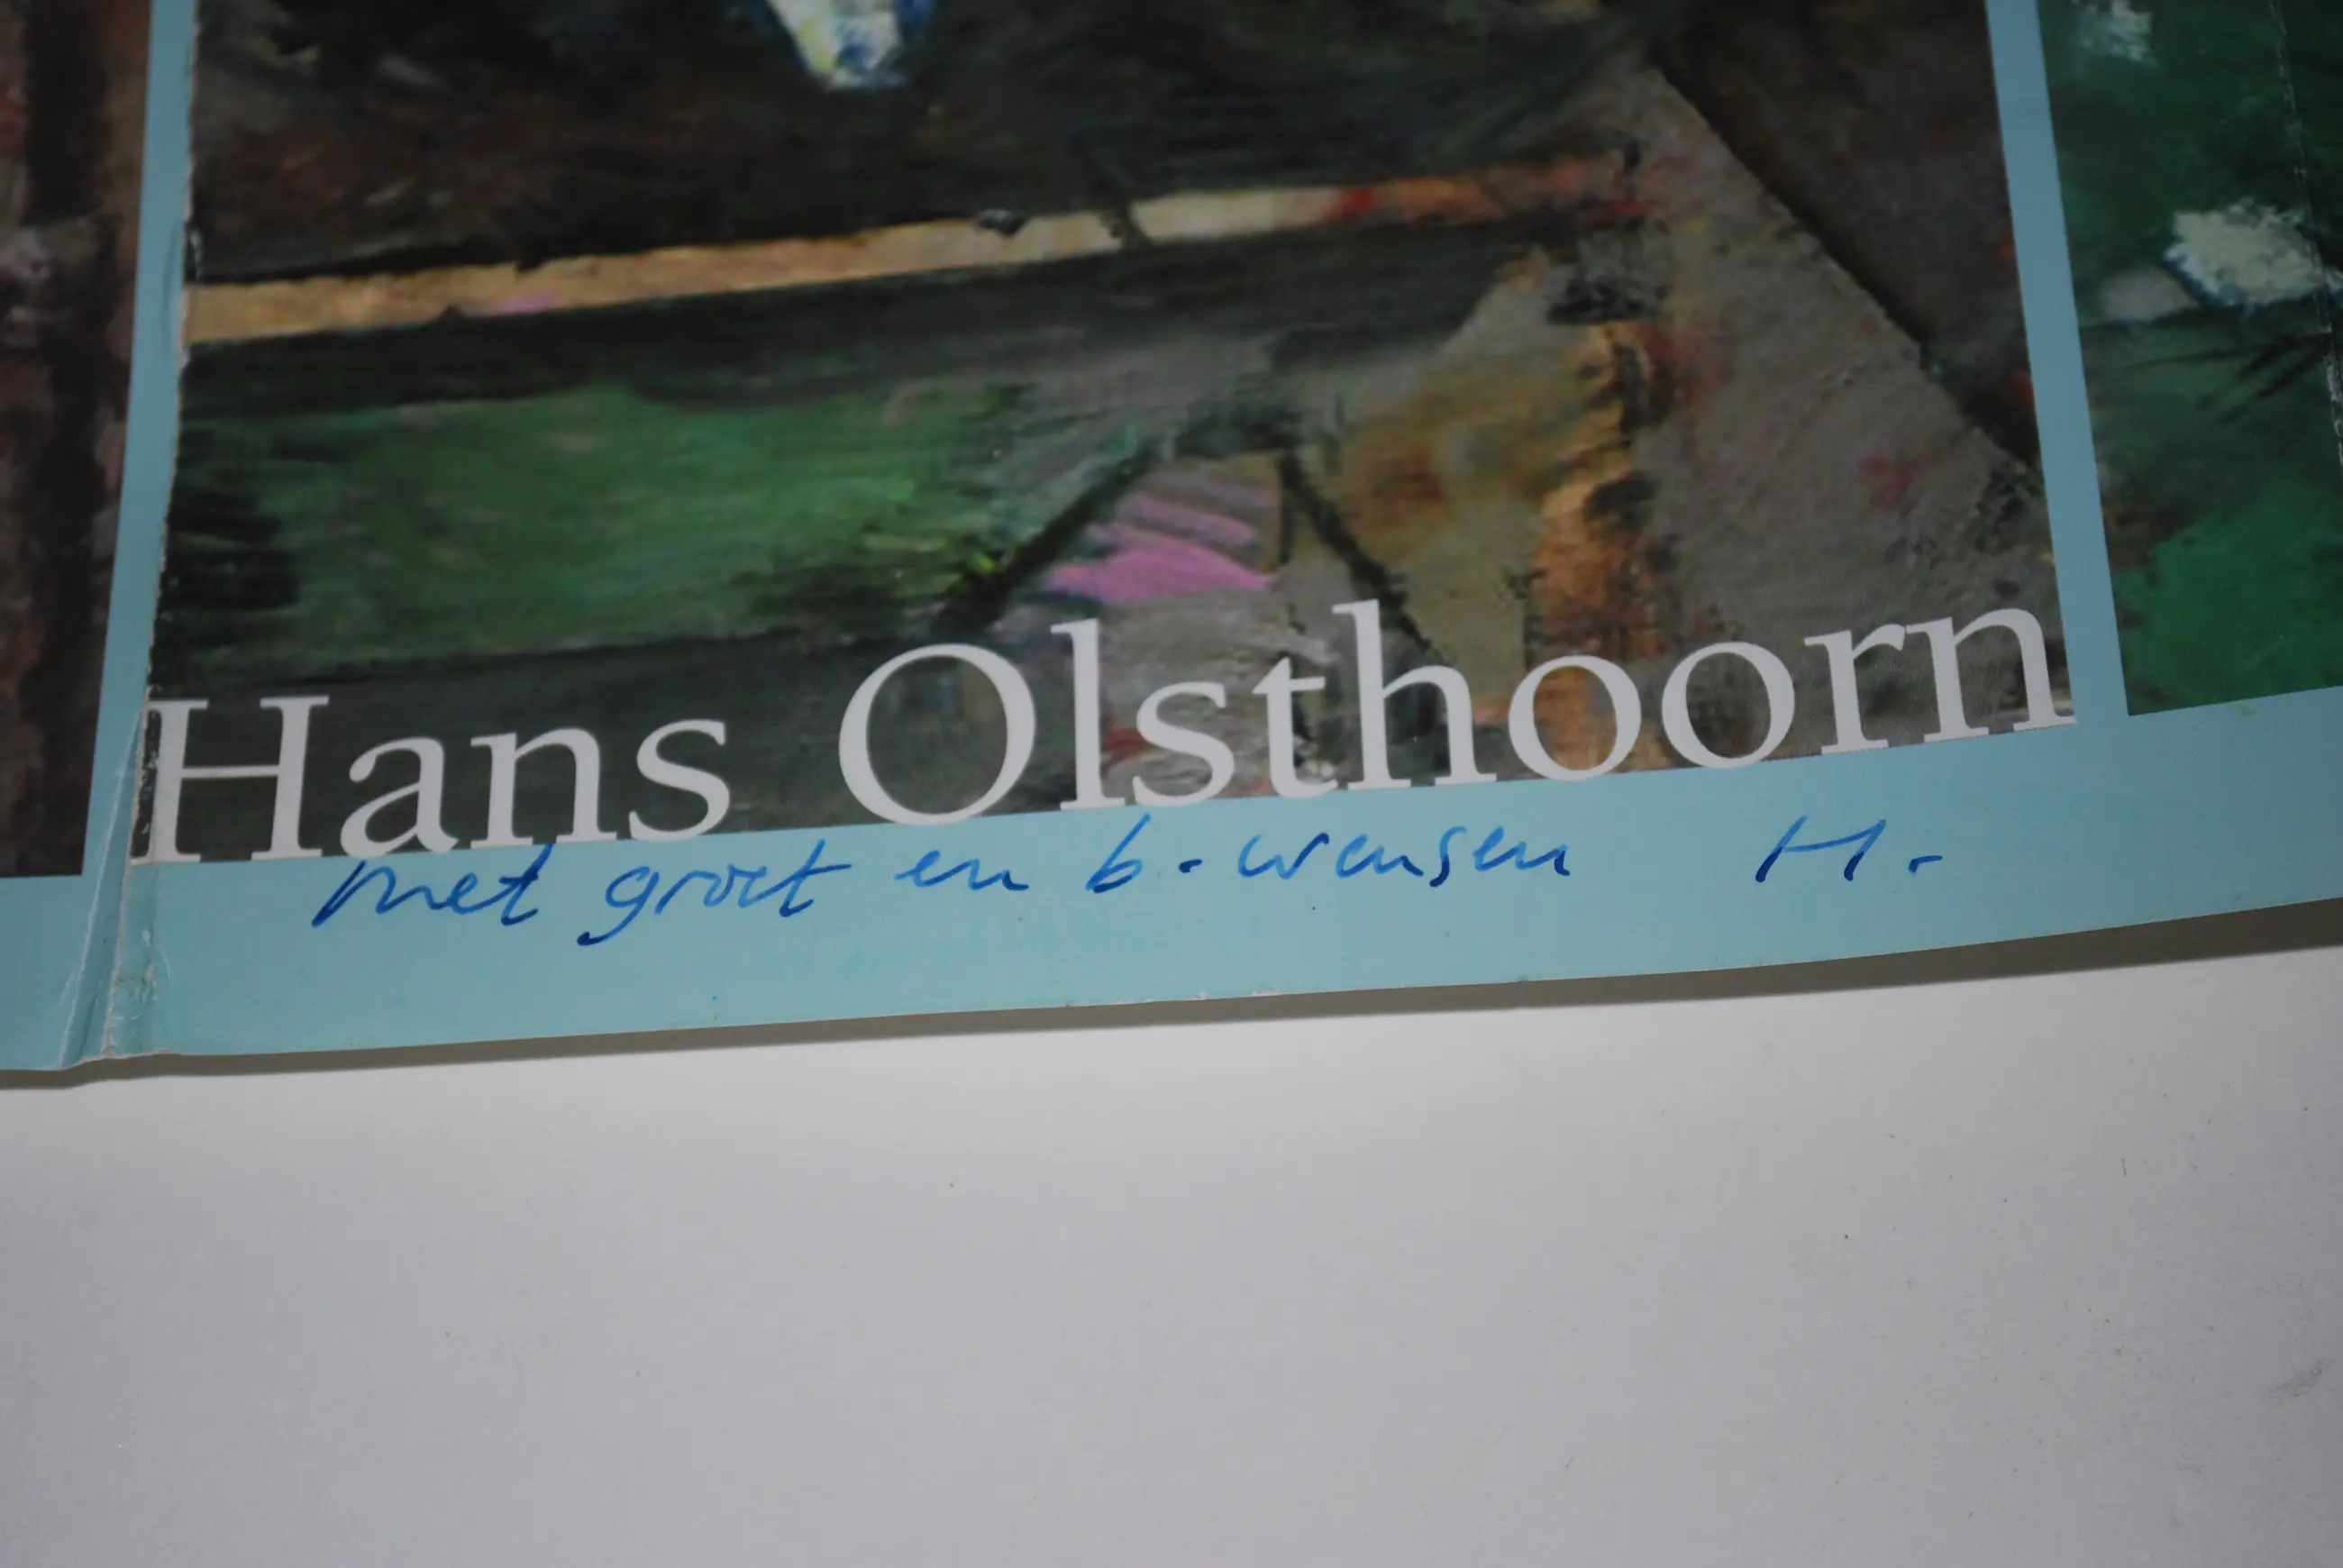 Hans Olsthoorn
met groet en b. wensen H.